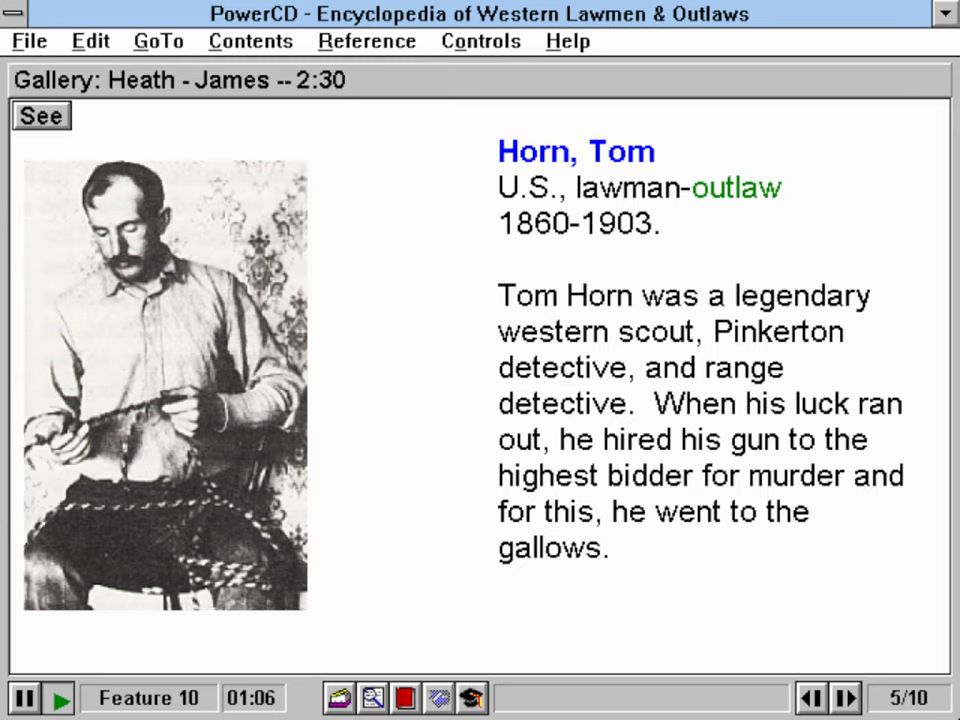 PowerCD - Encyclopedia of Western Lawmen & Outlaws
File Edit GoTo Contents Reference Controls Help
Gallery: Heath - James -- 2:30
See
Horn, Tom
U.S., lawman-outlaw
1860-1903.
Tom Horn was a legendary
western scout, Pinkerton
detective, and range
detective.  When his luck ran
out, he hired his gun to the
highest bidder for murder and
for this, he went to the
gallows.
Feature 10 01:06 5/10